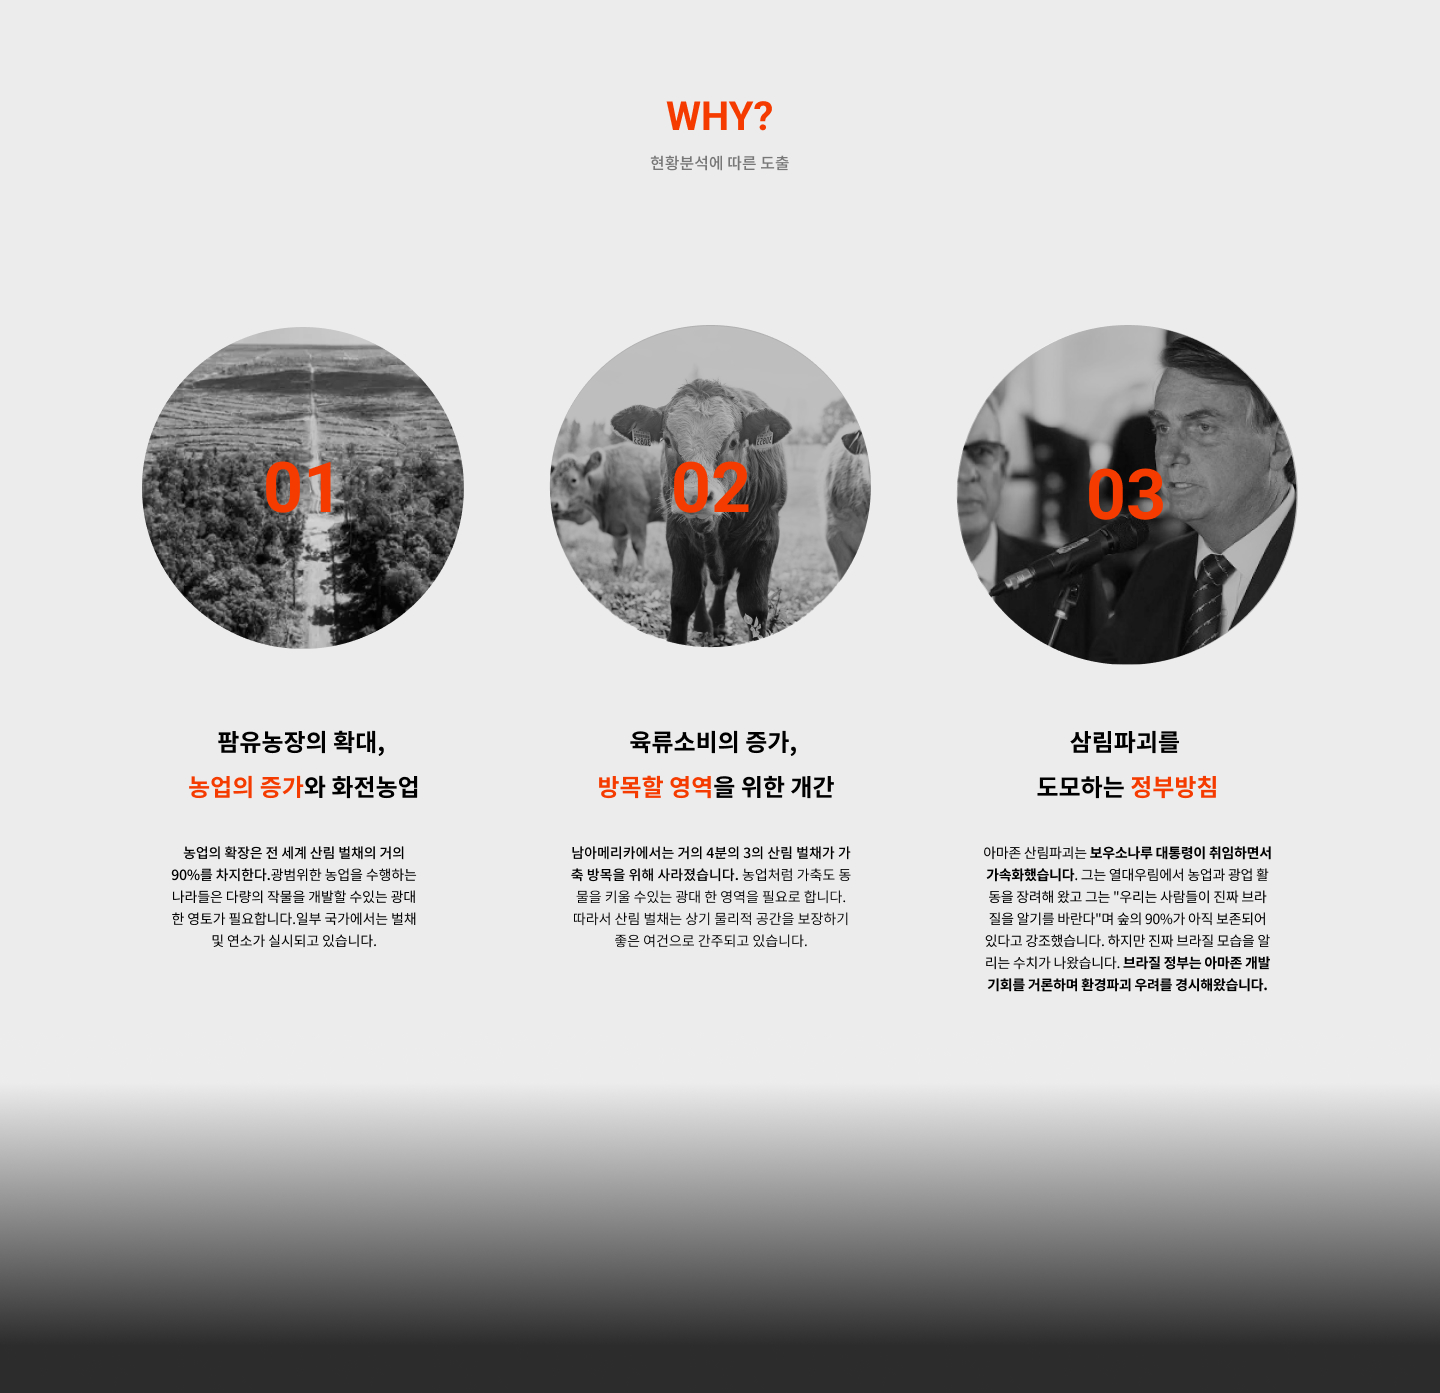 WHY?
현황분석에 따른 도출
01
02
03
팜유농장의 확대,
농업의 증가와 화전농업
농업의 확장은 전 세계 산림 벌채의 거의
90%를 차지한다.광범위한 농업을 수행하는
나라들은 다량의 작물을 개발할 수있는 광대
한 영토가 필요합니다.일부 국가에서는 벌채
및 연소가 실시되고 있습니다.
육류소비의 증가,
방목할 영역을 위한 개간
남아메리카에서는 거의 4분의 3의 산림 벌채가 가
축 방목을 위해 사라졌습니다. 농업처럼 가축도 동
물을 키울 수있는 광대 한 영역을 필요로 합니다.
따라서 산림 벌채는 상기 물리적 공간을 보장하기
좋은 여건으로 간주되고 있습니다.
삼림파괴를
도모하는 정부방침
아마존 산림파괴는 보우소나루 대통령이 취임하면서
가속화했습니다. 그는 열대우림에서 농업과 광업 활
동을 장려해 왔고 그는 "우리는 사람들이 진짜 브라
질을 알기를 바란다"며 숲의 90%가 아직 보존되어
있다고 강조했습니다. 하지만 진짜 브라질 모습을 알
리는 수치가 나왔습니다. 브라질 정부는 아마존 개발
기회를 거론하며 환경파괴 우려를 경시해왔습니다.